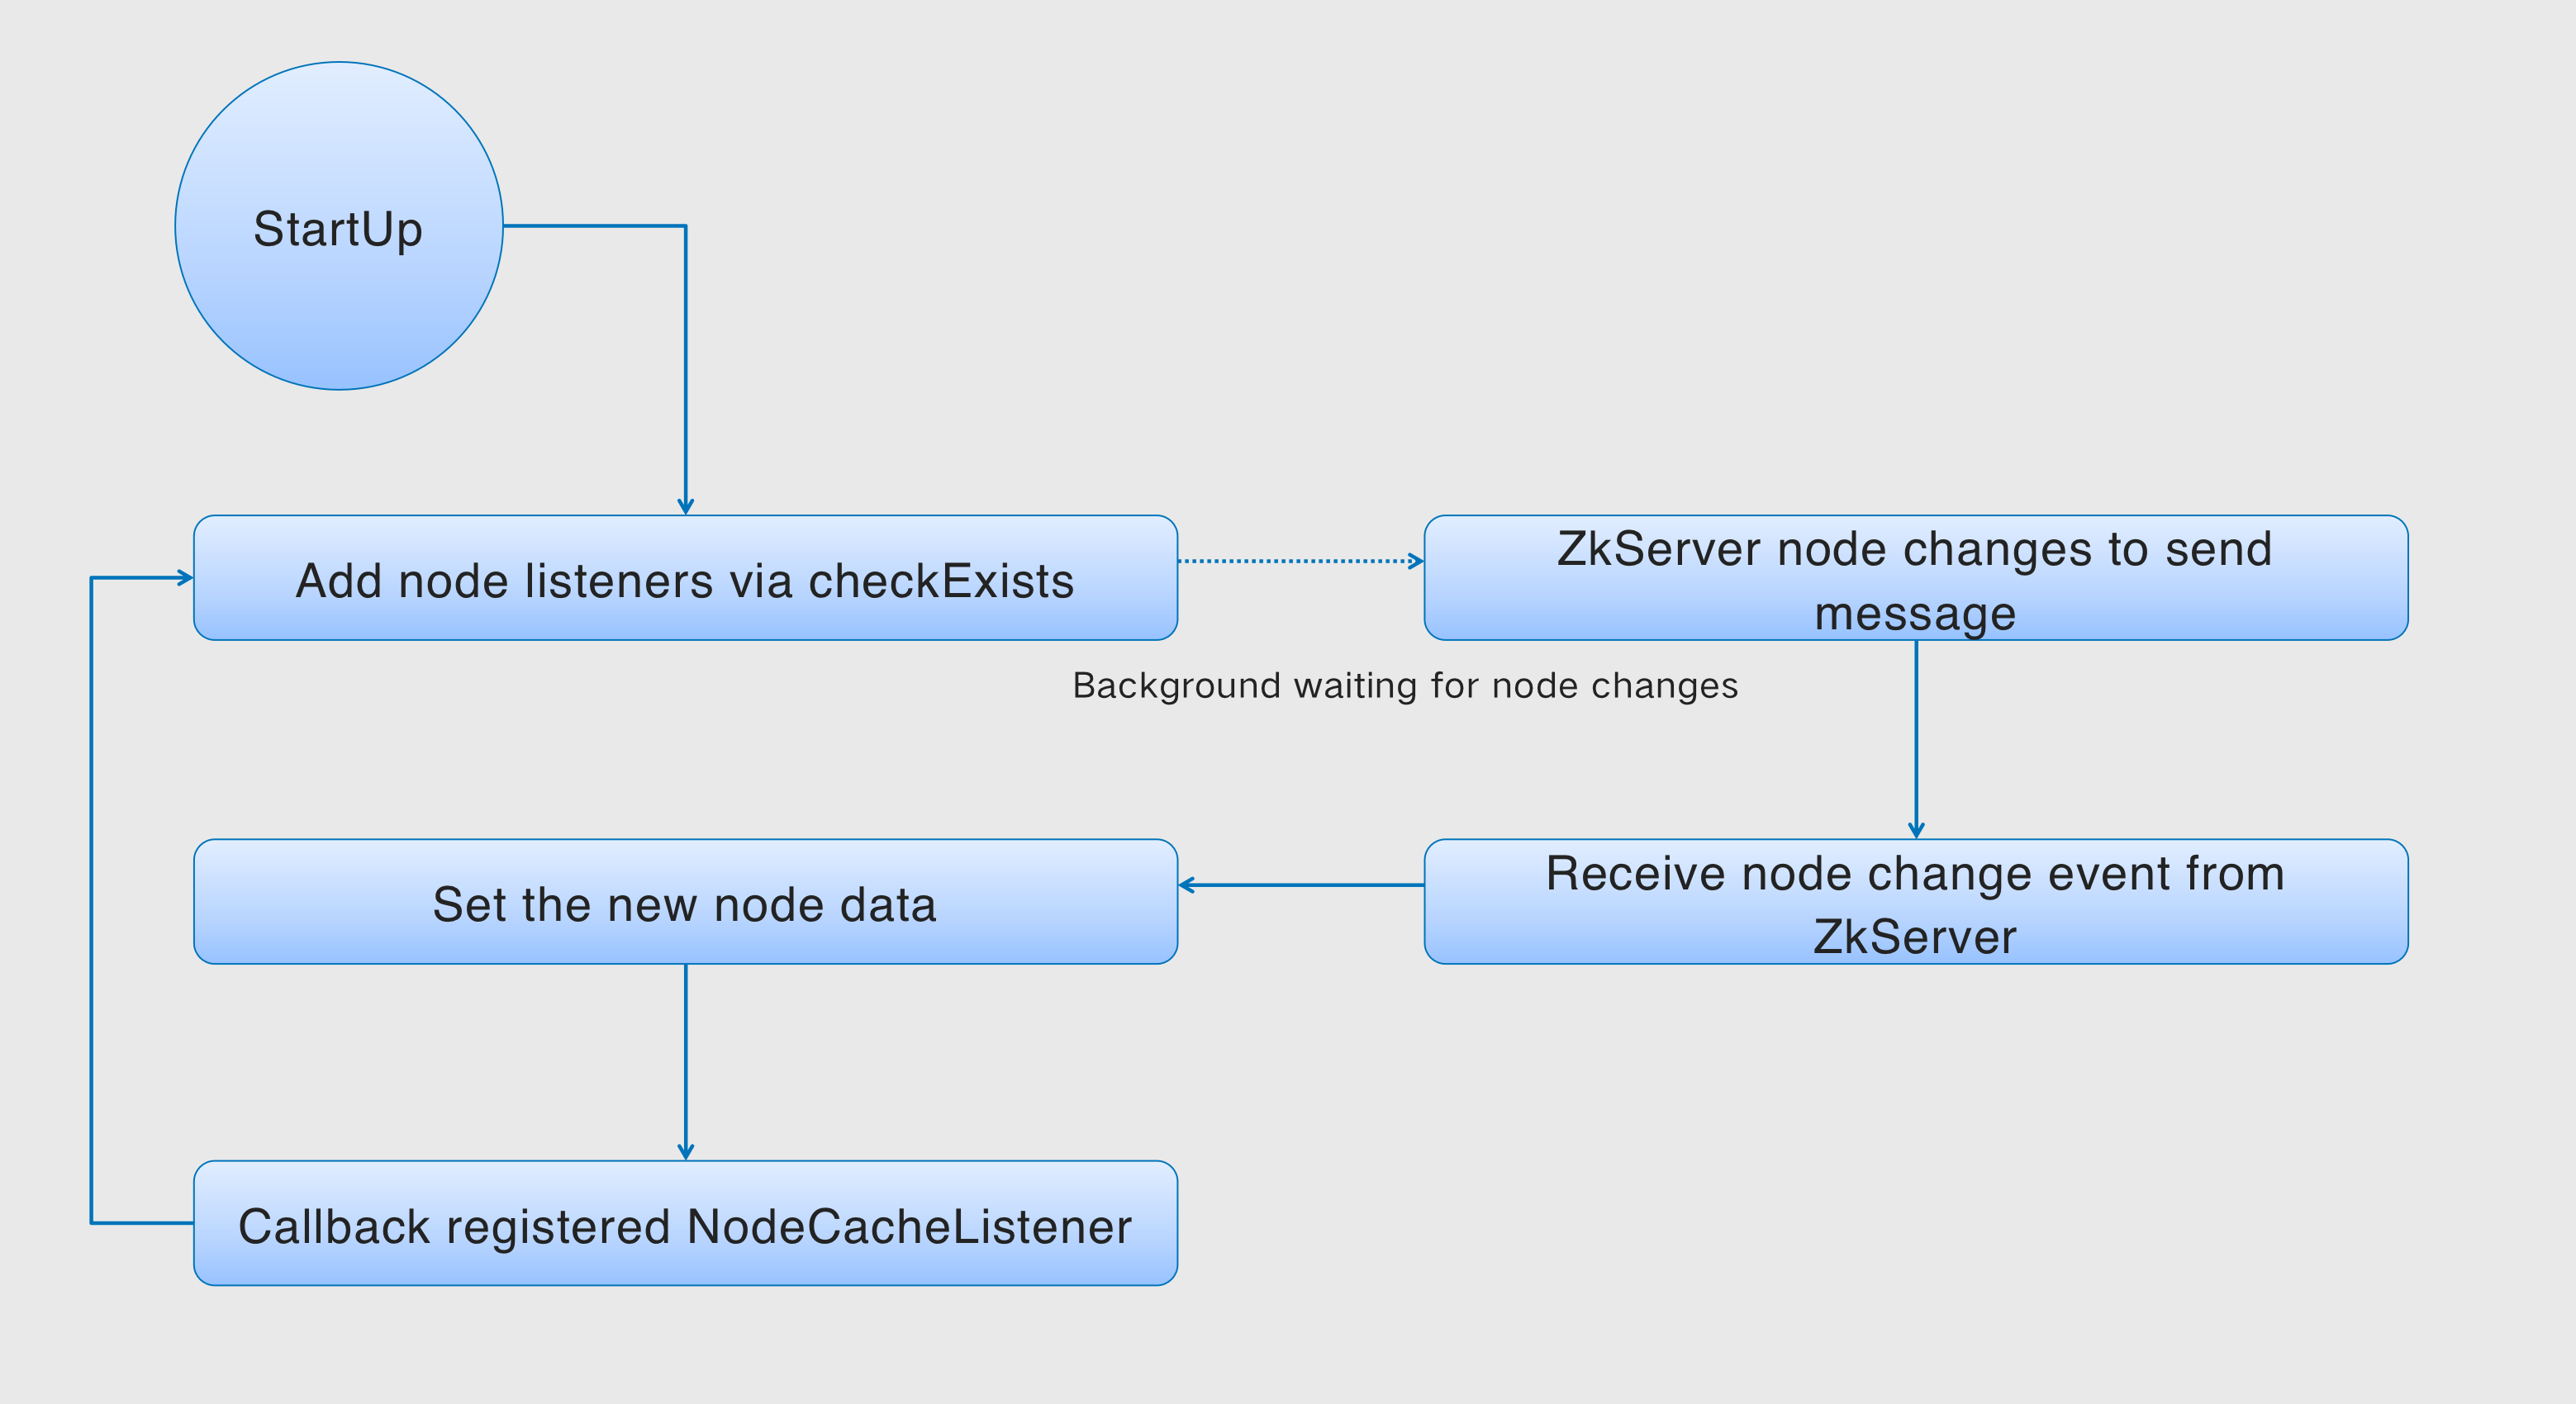 StartUp
Add node listeners via checkExists
ZkServer node changes to send
message
Background waiting for node changes
Set the new node data
Receive node change event from
ZkServer
Callback registered NodeCacheListener